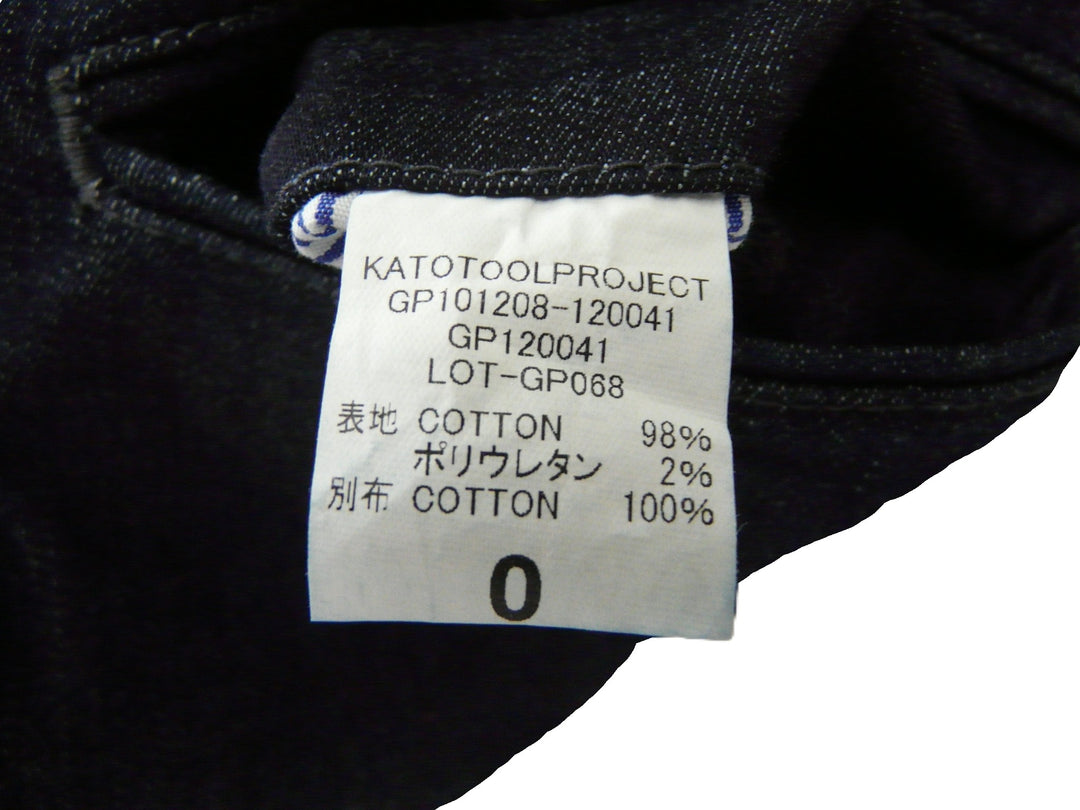 KATOTOOLPROJECT
GP101208-120041
GP120041
LOT-GP068
表地 COTTON 98%
ポリウレタン 2%
別布 COTTON 100%
0